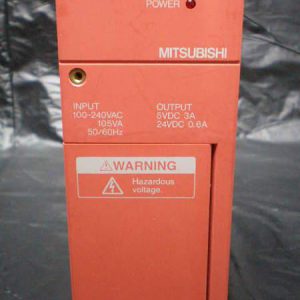 POWER
MITSUBISHI
INPUT
100-240VAC
105VA
50/60Hz
OUTPUT
5VDC 3A
24VDC 0.6A
WARNING
Hazardous
voltage.